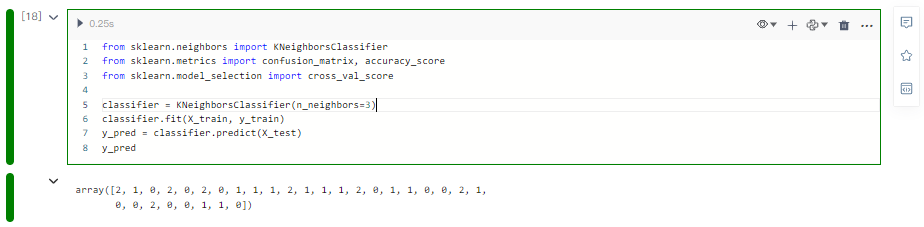 [18]
0.25s
1 from sklearn.neighbors import KNeighborsClassifier
2 from sklearn.metrics import confusion_matrix, accuracy_score
3 from sklearn.model_selection import cross_val_score
4
5 classifier = KNeighborsClassifier(n_neighbors=3)
6 classifier.fit(X_train, y_train)
7 y_pred = classifier.predict(X_test)
8 y_pred
array([2, 1, 0, 2, 0, 2, 0, 1, 1, 1, 2, 1, 1, 1, 2, 0, 1, 1, 0, 0, 2, 1,
0, 0, 2, 0, 0, 1, 1, 0])